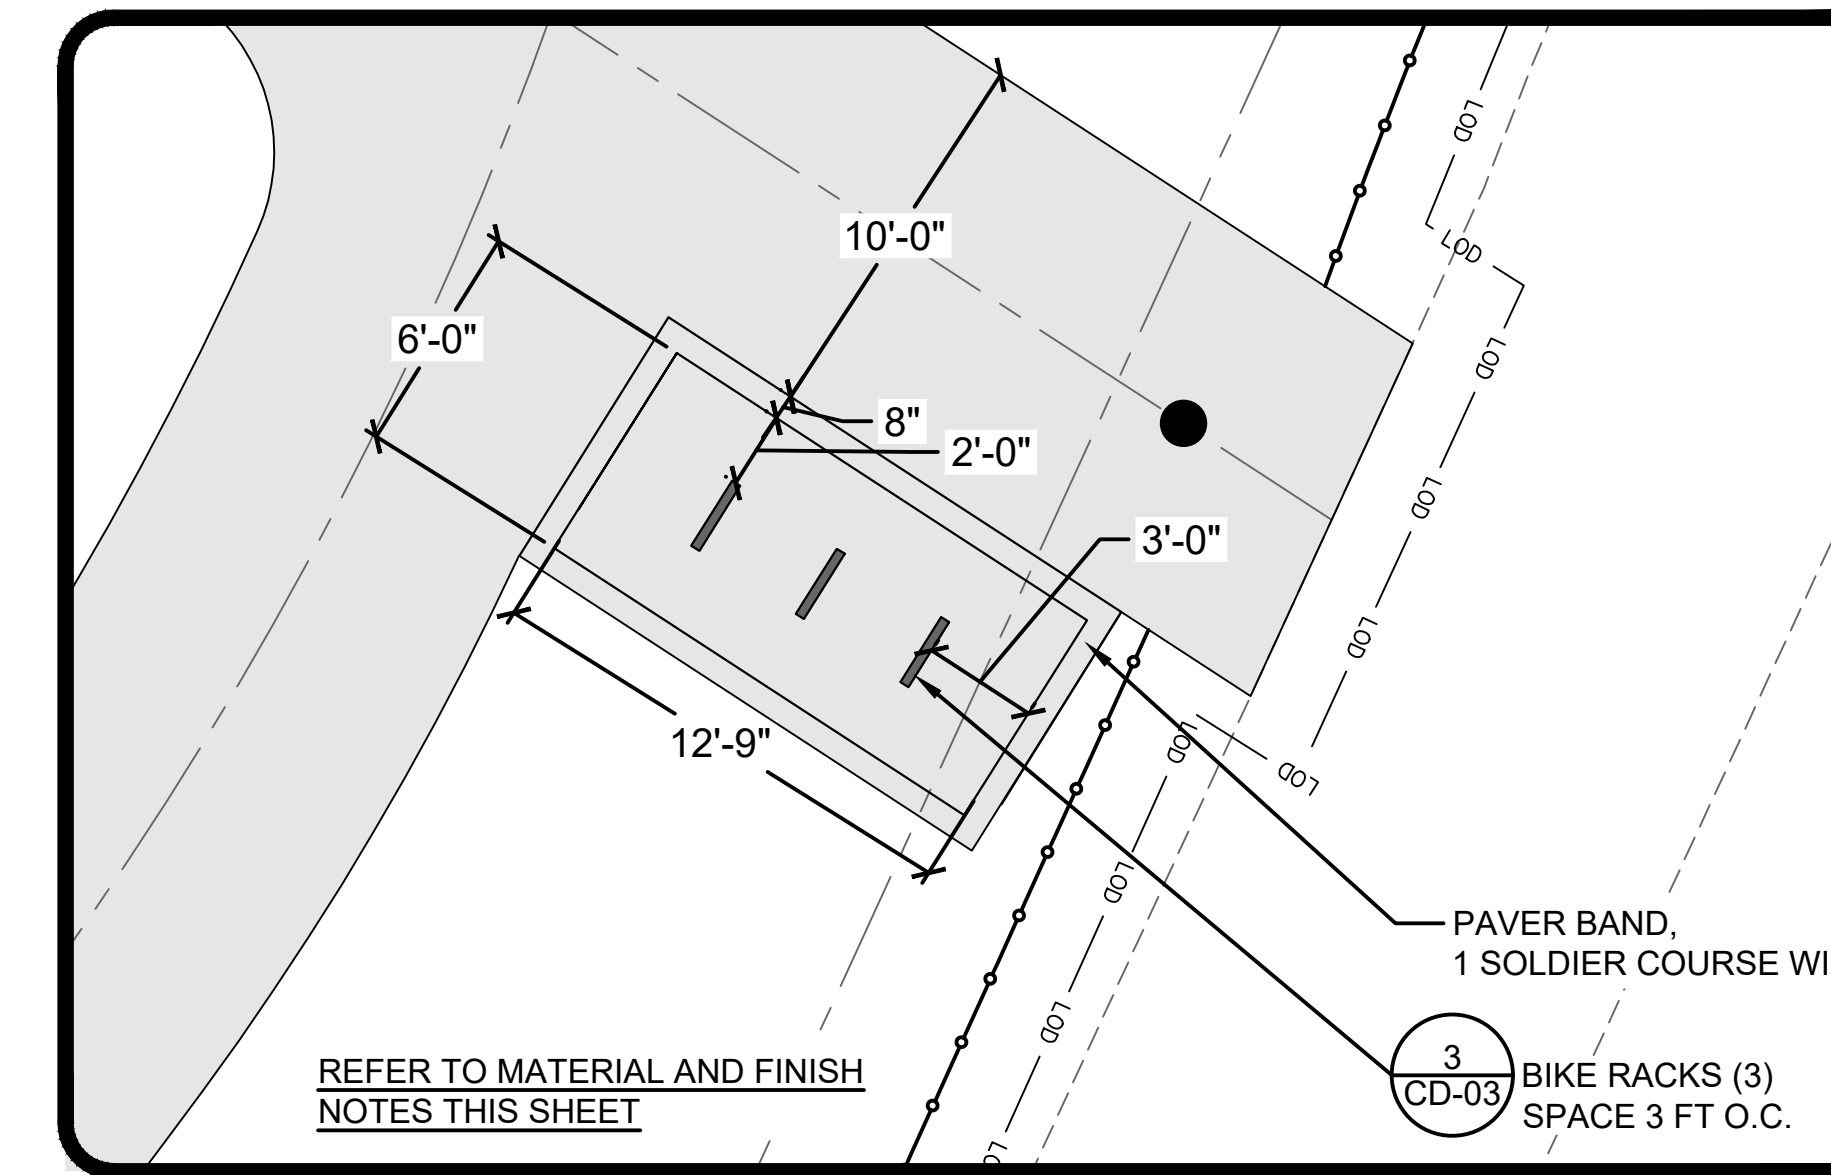 LOD
LOD
10'-0"
6'-0"
LOD
8"
2'-0"
LOD
3'-0"
LOD
12'-9"
LOD
LOD
LOD
PAVER BAND,
1 SOLDIER COURSE WI
LOD
REFER TO MATERIAL AND FINISH
NOTES THIS SHEET
3
CD-03
BIKE RACKS (3)
SPACE 3 FT O.C.
LO